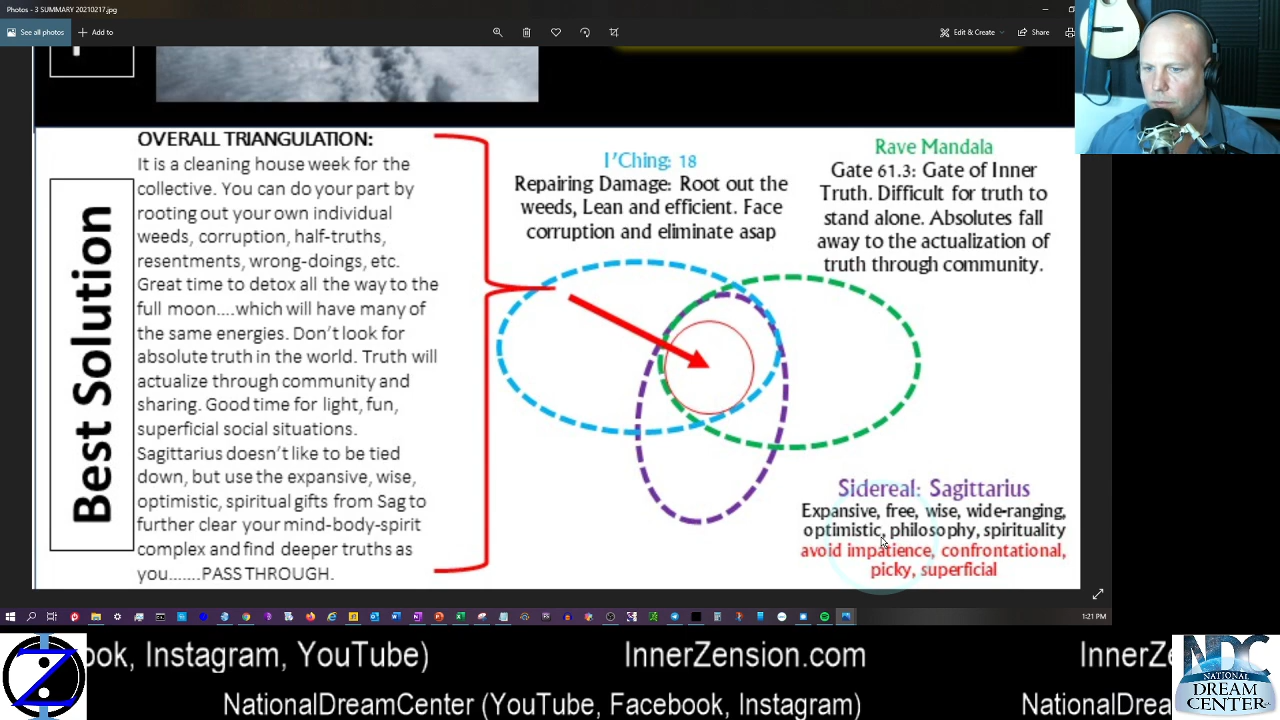 Photos - 3 SUMMARY 20210217.jpg
See all photos
Add to
Edit & Create
Share
Best Solution
OVERALL TRIANGULATION:
It is a cleaning house week for the
collective. You can do your part by
rooting out your own individual
weeds, corruption, half-truths,
resentments, wrong-doings, etc.
Great time to detox all the way to the
full moon....which will have many of
the same energies. Don't look for
absolute truth in the world. Truth will
actualize through community and
sharing. Good time for light, fun,
superficial social situations.
Sagittarius doesn't like to be tied
down, but use the expansive, wise,
optimistic, spiritual gifts from Sag to
further clear your mind-body-spirit
complex and find deeper truths as
you.......PASS THROUGH.
I'Ching: 18
Repairing Damage: Root out the
weeds, Lean and efficient. Face
corruption and eliminate asap
Rave Mandala
Gate 61.3: Gate of Inner
Truth. Difficult for truth to
stand alone. Absolutes fall
away to the actualization of
truth through community.
Sidereal: Sagittarius
Expansive, free, wise, wide-ranging,
optimistic, philosophy, spirituality
avoid impatience, confrontational,
picky, superficial
1:21 PM
ook, Instagram, YouTube)
InnerZension.com
InnerZe
NationalDreamCenter (YouTube, Facebook, Instagram)
NationalDrea
NDC
NATIONAL
DREAM
CENTER